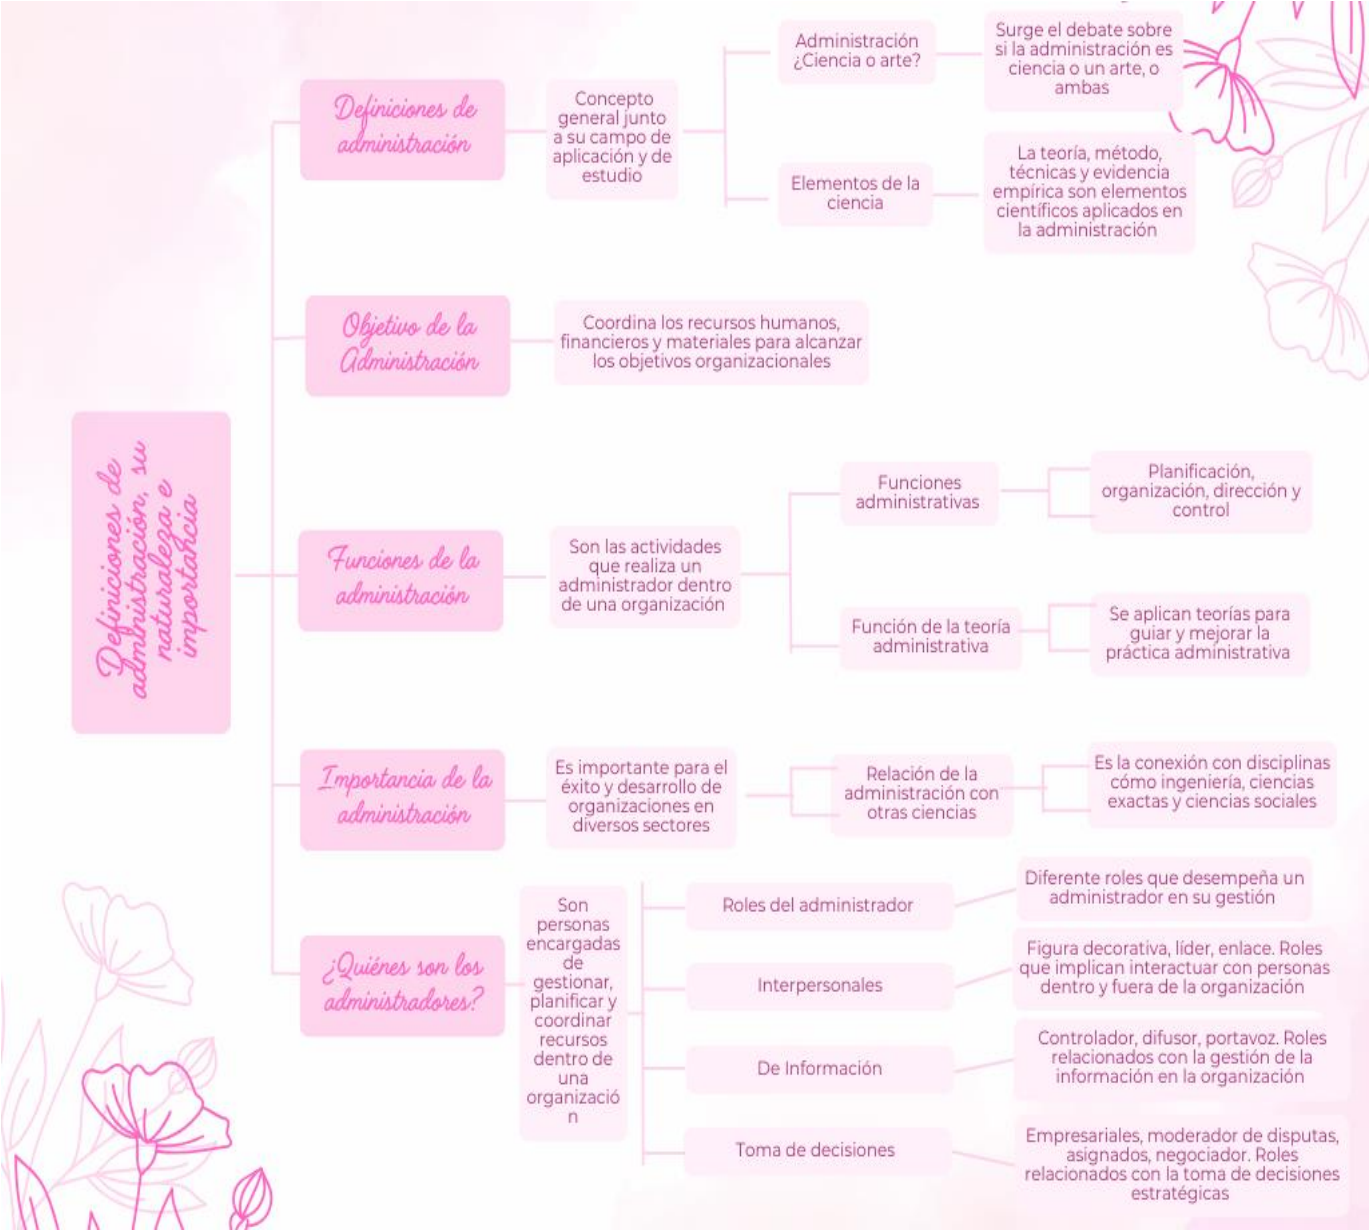 Definiciones de
administración, su
naturaleza e
importancia
Definiciones de
administración
Concepto
general junto
a su campo de
aplicación y de
estudio
Administración
¿Ciencia o arte?
Surge el debate sobre
si la administración es
ciencia o un arte, o
ambas
Elementos de la
ciencia
La teoría, método,
técnicas y evidencia
empírica son elementos
científicos aplicados en
la administración
Objetivo de la
Administración
Coordina los recursos humanos,
financieros y materiales para alcanzar
los objetivos organizacionales
Funciones de la
administración
Son las actividades
que realiza un
administrador dentro
de una organización
Funciones
administrativas
Planificación,
organización, dirección y
control
Función de la teoría
administrativa
Se aplican teorías para
guiar y mejorar la
práctica administrativa
Importancia de la
administración
Es importante para el
éxito y desarrollo de
organizaciones en
diversos sectores
Relación de la
administración con
otras ciencias
Es la conexión con disciplinas
cómo ingeniería, ciencias
exactas y ciencias sociales
¿Quiénes son los
administradores?
Son
personas
encargadas
de
gestionar,
planificar y
coordinar
recursos
dentro de
una
organizació
n
Roles del administrador
Diferente roles que desempeña un
administrador en su gestión
Interpersonales
Figura decorativa, líder, enlace. Roles
que implican interactuar con personas
dentro y fuera de la organización
De Información
Controlador, difusor, portavoz. Roles
relacionados con la gestión de la
información en la organización
Toma de decisiones
Empresariales, moderador de disputas,
asignados, negociador. Roles
relacionados con la toma de decisiones
estratégicas